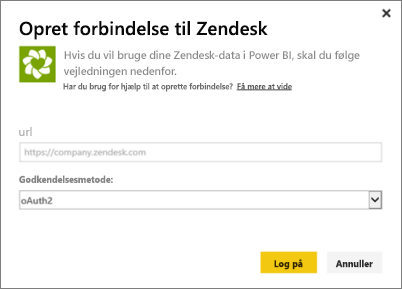 Opret forbindelse til Zendesk
Hvis du vil bruge dine Zendesk-data i Power BI, skal du følge
vejledningen nedenfor.
Har du brug for hjælp til at oprette forbindelse? Få mere at vide
url
https://company.zendesk.com
Godkendelsesmetode:
oAuth2
Log på
Annuller